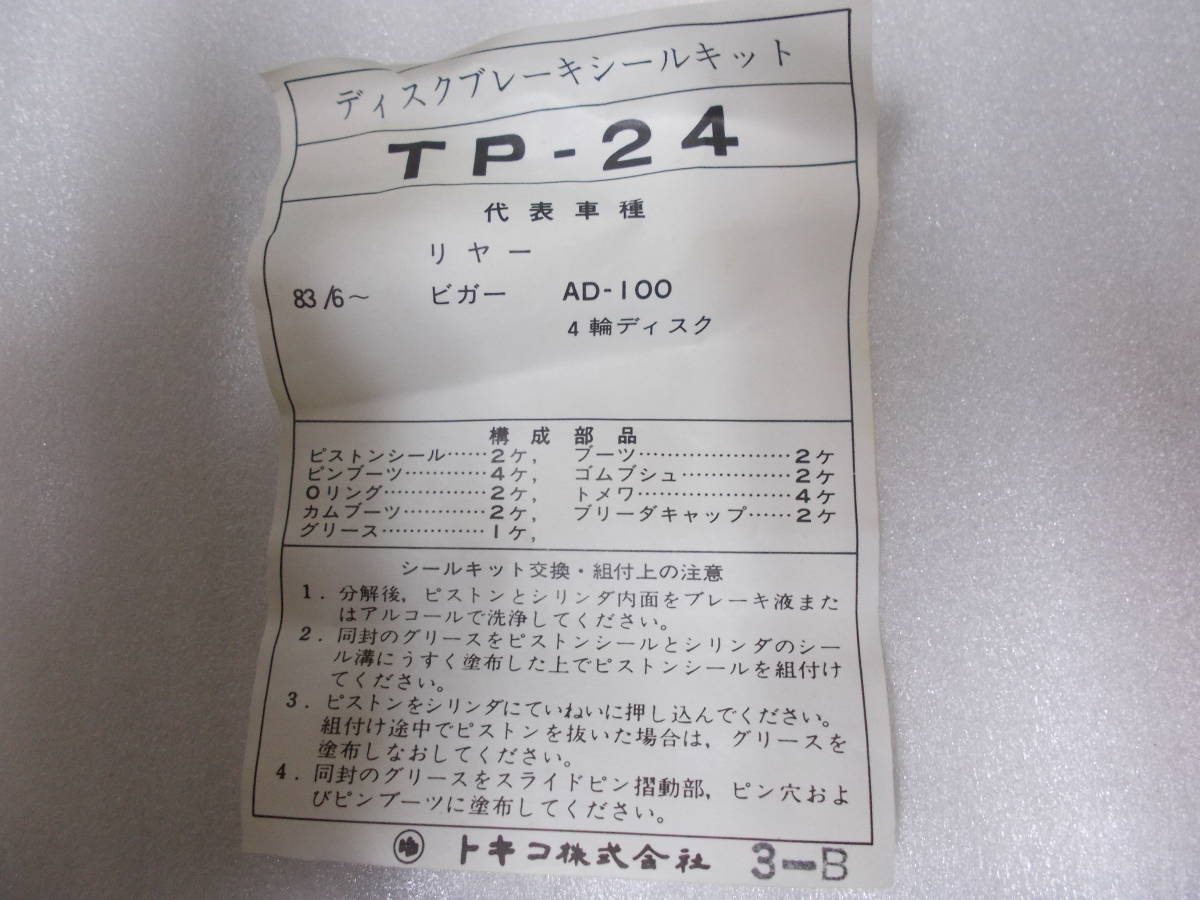 ディスクブレーキシールキット
TP-24
代表車種
リヤー
83/6〜 ビガー AD-100
4輪ディスク
構成部品
ピストンシール……2ケ, ブーツ…………………2ケ
ピンブーツ…………4ケ, ゴムブシュ……………2ケ
Oリング……………2ケ, トメワ…………………4ケ
カムブーツ…………2ケ, ブリーダキャップ……2ケ
グリース……………1ケ,
シールキット交換・組付上の注意
1. 分解後, ピストンとシリンダ内面をブレーキ液また
はアルコールで洗浄してください。
2. 同封のグリースをピストンシールとシリンダのシー
ル溝にうすく塗布した上でピストンシールを組付け
てください。
3. ピストンをシリンダにていねいに押し込んでください。
組付け途中でピストンを抜いた場合は, グリースを
塗布しなおしてください。
4. 同封のグリースをスライドピン摺動部, ピン穴およ
びピンブーツに塗布してください。
トキコ株式会社 3-B